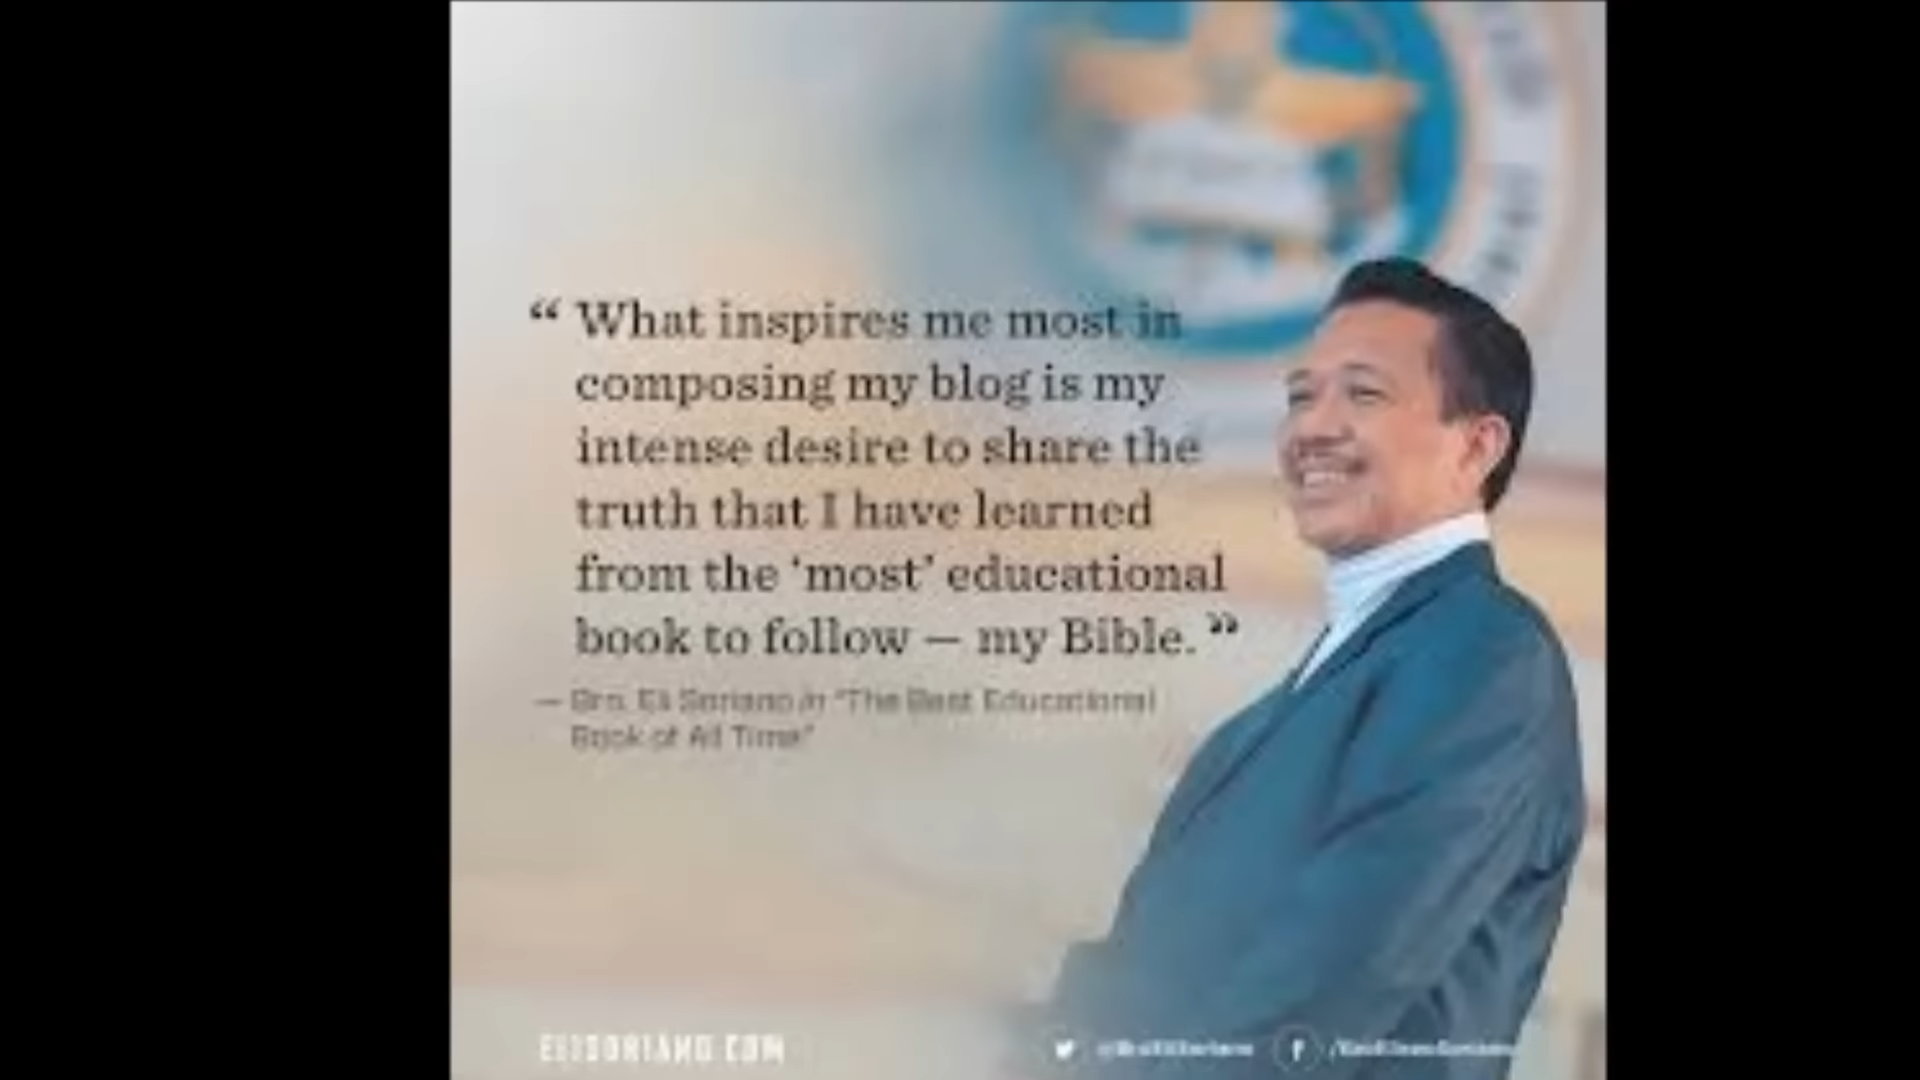 “ What inspires me most in
composing my blog is my
intense desire to share the
truth that I have learned
from the ‘most’ educational
book to follow — my Bible. ”
— Bro. Eli Soriano in “The Best Educational
Book of All Time”
ELISORIANO.COM
@BroEliSoriano